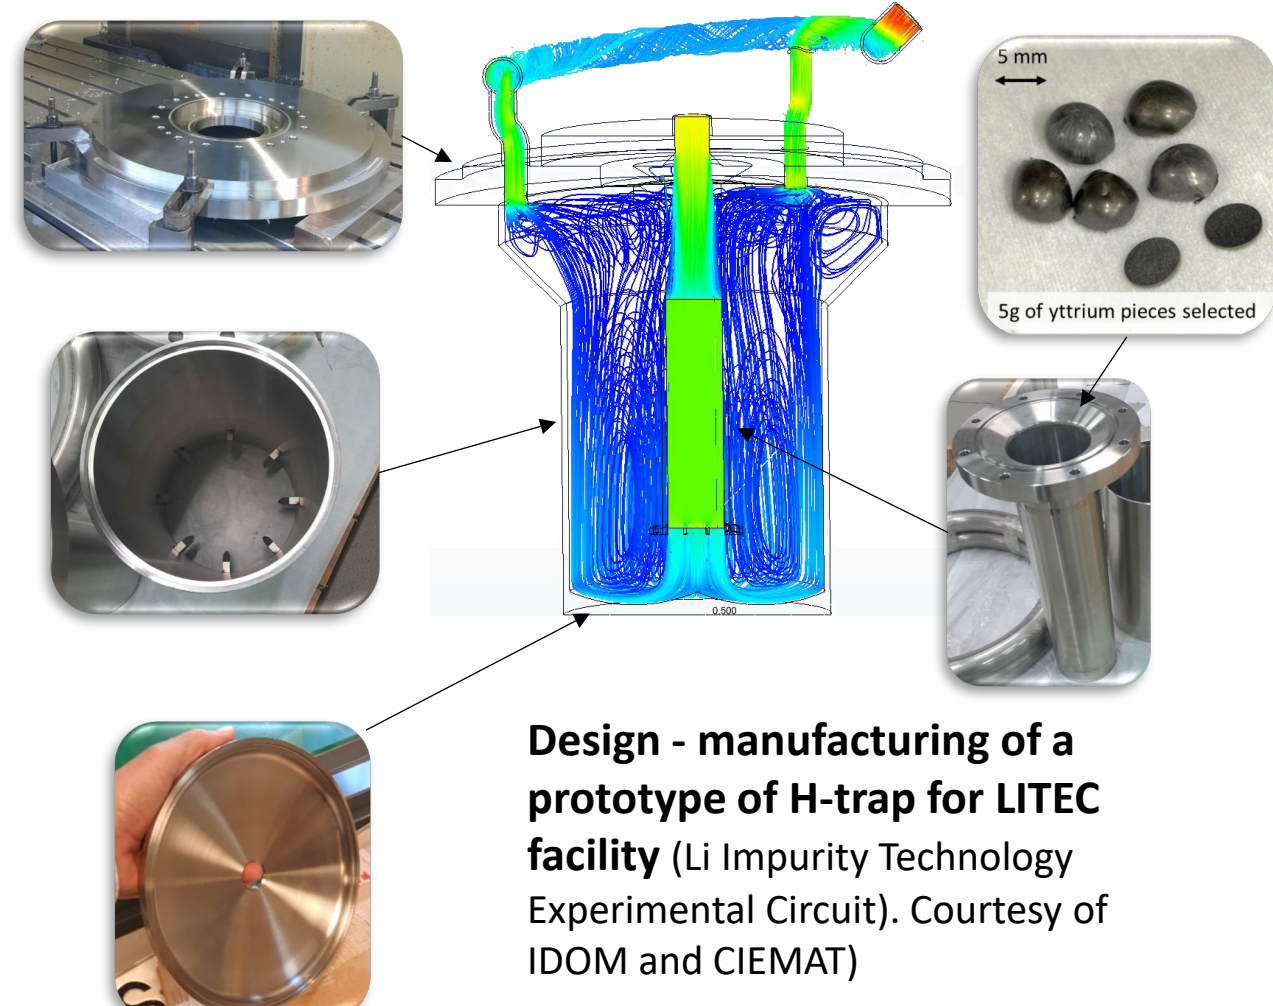 5 mm
5g of yttrium pieces selected
0.500
Design - manufacturing of a
prototype of H-trap for LITEC
facility (Li Impurity Technology
Experimental Circuit). Courtesy of
IDOM and CIEMAT)